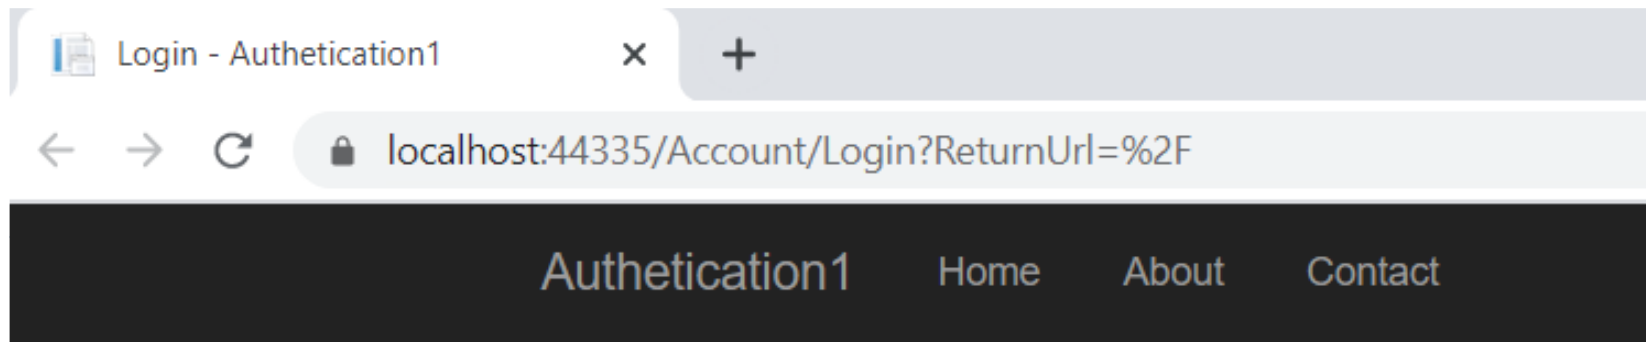 Login - Authetication1
localhost:44335/Account/Login?ReturnUrl=%2F
Authetication1 Home About Contact